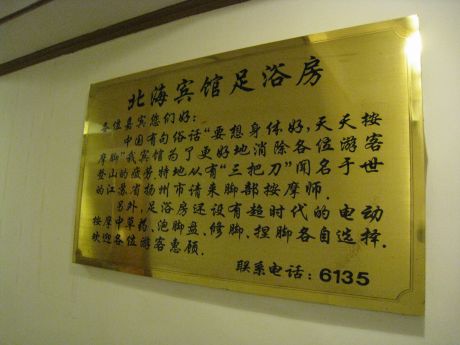 北海宾馆足浴房
各位嘉宾您们好:
中国有句俗话"要想身体好,天天按
摩脚"我宾馆为了更好地消除各位游客
登山的疲劳,特地从有"三把刀"闻名于世
的江苏省扬州市请来脚部按摩师。
另外,足浴房还设有超时代的电动
按摩中草药、泡脚盆、修脚、捏脚各自选择.
欢迎各位游客惠顾.
联系电话:6135